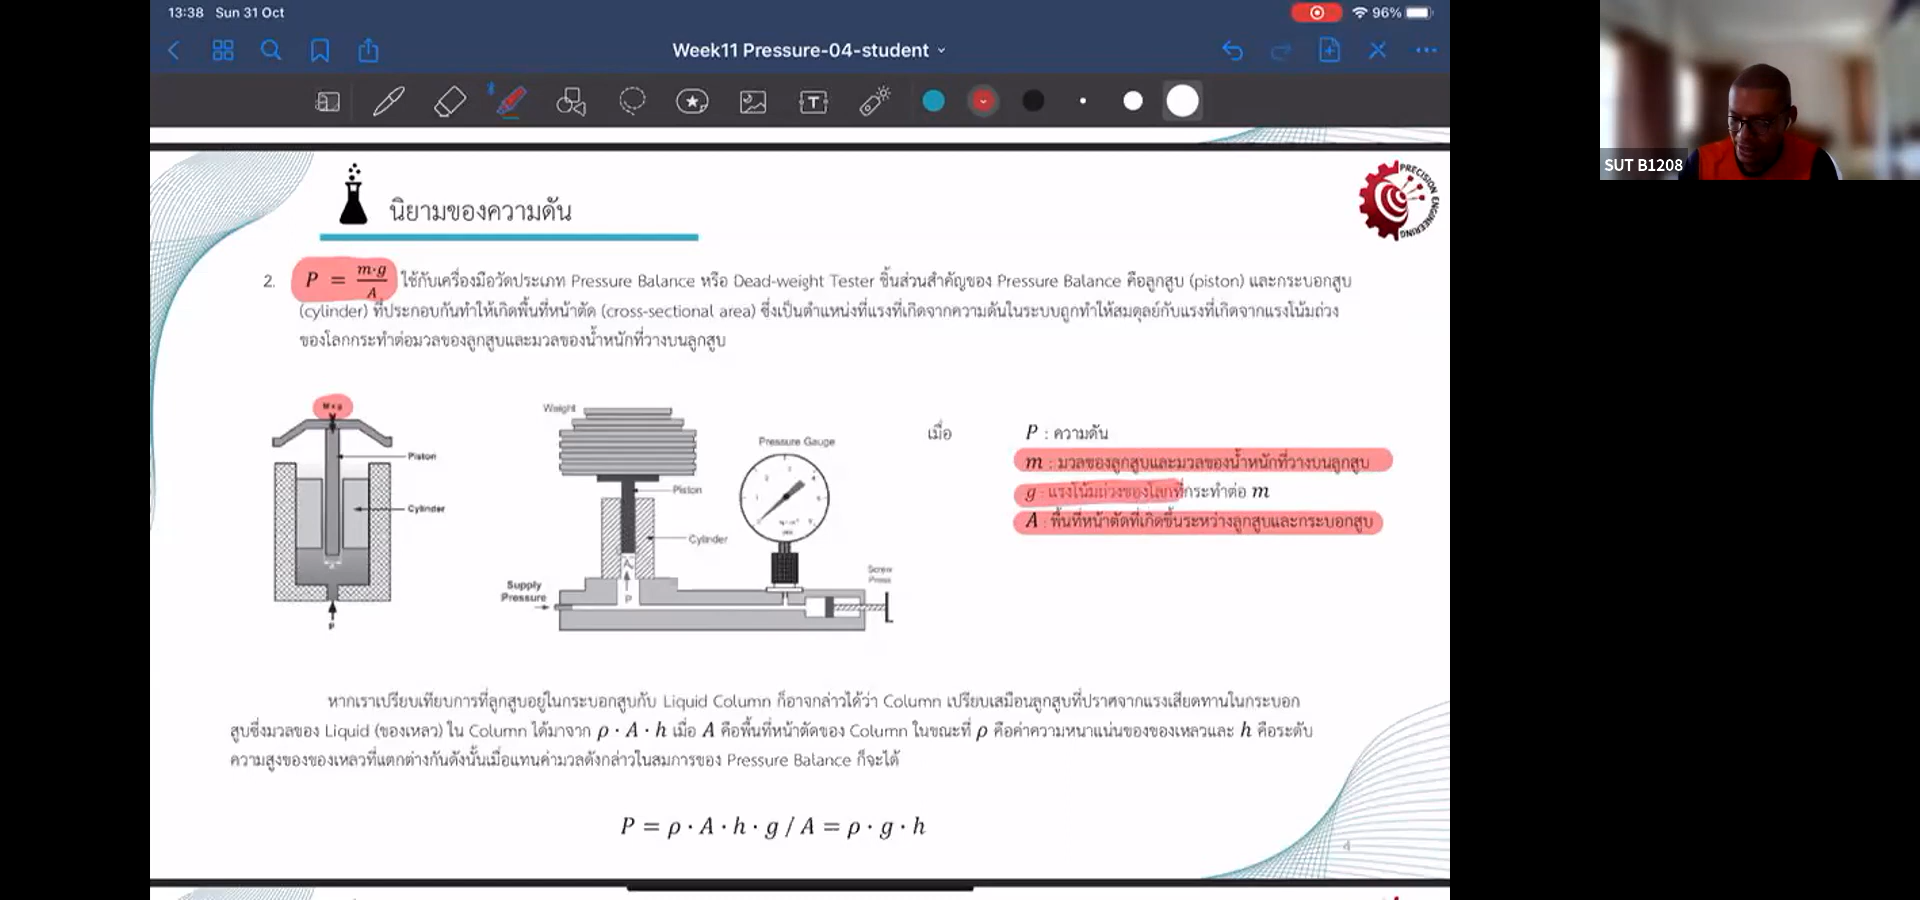 13:38 Sun 31 Oct
96%
Week11 Pressure-04-student
SUT B1208
PRECISION ENGINEERING
นิยามของความดัน
2. P = m·g / A ใช้กับเครื่องมือวัดประเภท Pressure Balance หรือ Dead-weight Tester ชิ้นส่วนสำคัญของ Pressure Balance คือลูกสูบ (piston) และกระบอกสูบ
(cylinder) ที่ประกอบกันทำให้เกิดพื้นที่หน้าตัด (cross-sectional area) ซึ่งเป็นตำแหน่งที่แรงที่เกิดจากความดันในระบบถูกทำให้สมดุลย์กับแรงที่เกิดจากแรงโน้มถ่วง
ของโลกกระทำต่อมวลของลูกสูบและมวลของน้ำหนักที่วางบนลูกสูบ
Piston
Cylinder
P
Weight
Pressure Gauge
Piston
Cylinder
Supply
Pressure
P
Screw
Press
เมื่อ
P : ความดัน
m : มวลของลูกสูบและมวลของน้ำหนักที่วางบนลูกสูบ
g : แรงโน้มถ่วงของโลกที่กระทำต่อ m
A : พื้นที่หน้าตัดที่เกิดขึ้นระหว่างลูกสูบและกระบอกสูบ
หากเราเปรียบเทียบการที่ลูกสูบอยู่ในกระบอกสูบกับ Liquid Column ก็อาจกล่าวได้ว่า Column เปรียบเสมือนลูกสูบที่ปราศจากแรงเสียดทานในกระบอก
สูบซึ่งมวลของ Liquid (ของเหลว) ใน Column ได้มาจาก ρ · A · h เมื่อ A คือพื้นที่หน้าตัดของ Column ในขณะที่ ρ คือค่าความหนาแน่นของของเหลวและ h คือระดับ
ความสูงของของเหลวที่แตกต่างกันดังนั้นเมื่อแทนค่ามวลดังกล่าวในสมการของ Pressure Balance ก็จะได้
P = ρ · A · h · g / A = ρ · g · h
4